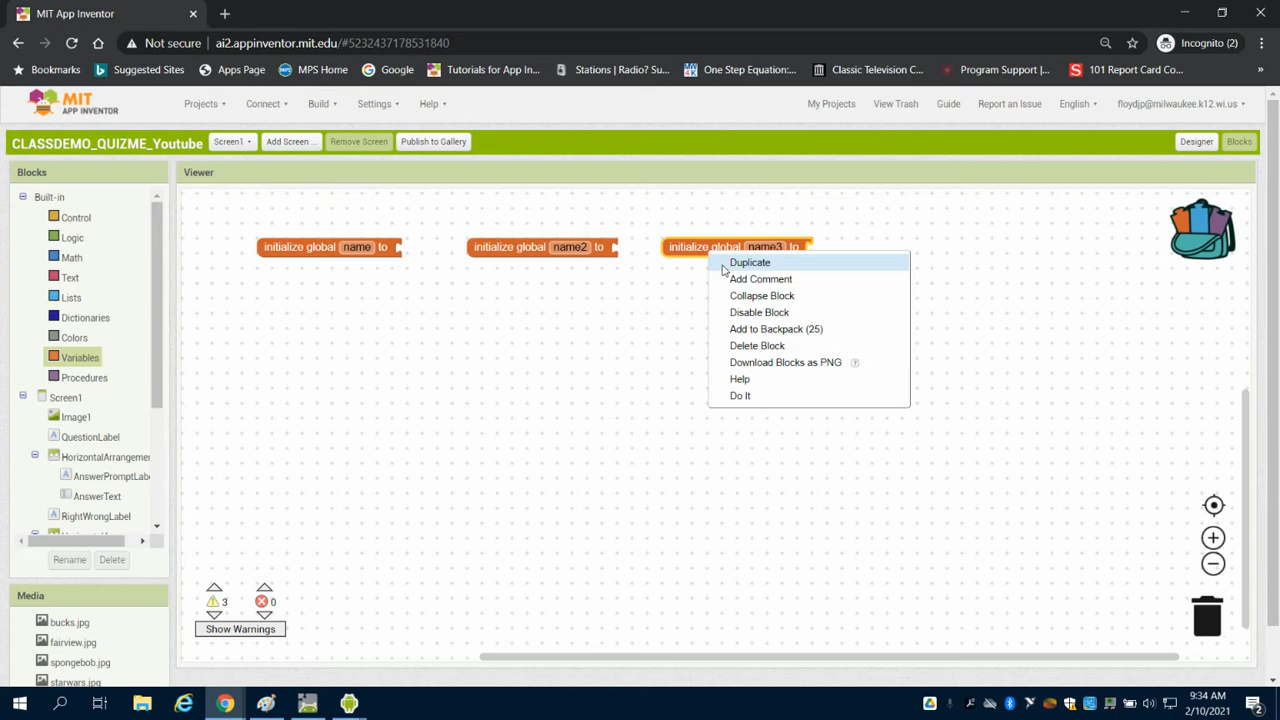 MIT App Inventor
Not secure ai2.appinventor.mit.edu/#5232437178531840 Incognito (2)
Bookmarks Suggested Sites Apps Page MPS Home Google Tutorials for App In... Stations | Radio? Su... One Step Equation:... Classic Television C... Program Support |... 101 Report Card Co... »
MIT
APP INVENTOR
Projects Connect Build Settings Help My Projects View Trash Guide Report an Issue English floydjp@milwaukee.k12.wi.us
CLASSDEMO_QUIZME_Youtube Screen1 Add Screen ... Remove Screen Publish to Gallery Designer Blocks
Blocks Viewer
Built-in
Control
Logic
Math
Text
Lists
Dictionaries
Colors
Variables
Procedures
Screen1
Image1
QuestionLabel
HorizontalArrangeme
AnswerPromptLab
AnswerText
RightWrongLabel
Rename Delete
Media
bucks.jpg
fairview.jpg
spongebob.jpg
starwars.jpg
initialize global name to initialize global name2 to initialize global name3 to
Duplicate
Add Comment
Collapse Block
Disable Block
Add to Backpack (25)
Delete Block
Download Blocks as PNG ?
Help
Do It
3 0
Show Warnings
9:34 AM
2/10/2021
2